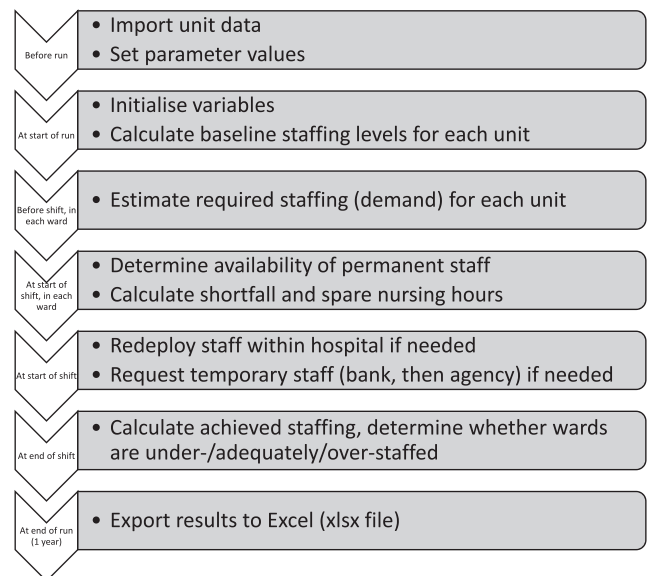 Before run
• Import unit data
• Set parameter values
At start of run
• Initialise variables
• Calculate baseline staffing levels for each unit
Before shift, in
each ward
• Estimate required staffing (demand) for each unit
At start of
shift, in each
ward
• Determine availability of permanent staff
• Calculate shortfall and spare nursing hours
At start of shift
• Redeploy staff within hospital if needed
• Request temporary staff (bank, then agency) if needed
At end of shift
• Calculate achieved staffing, determine whether wards
are under-/adequately/over-staffed
At end of run
(1 year)
• Export results to Excel (xlsx file)